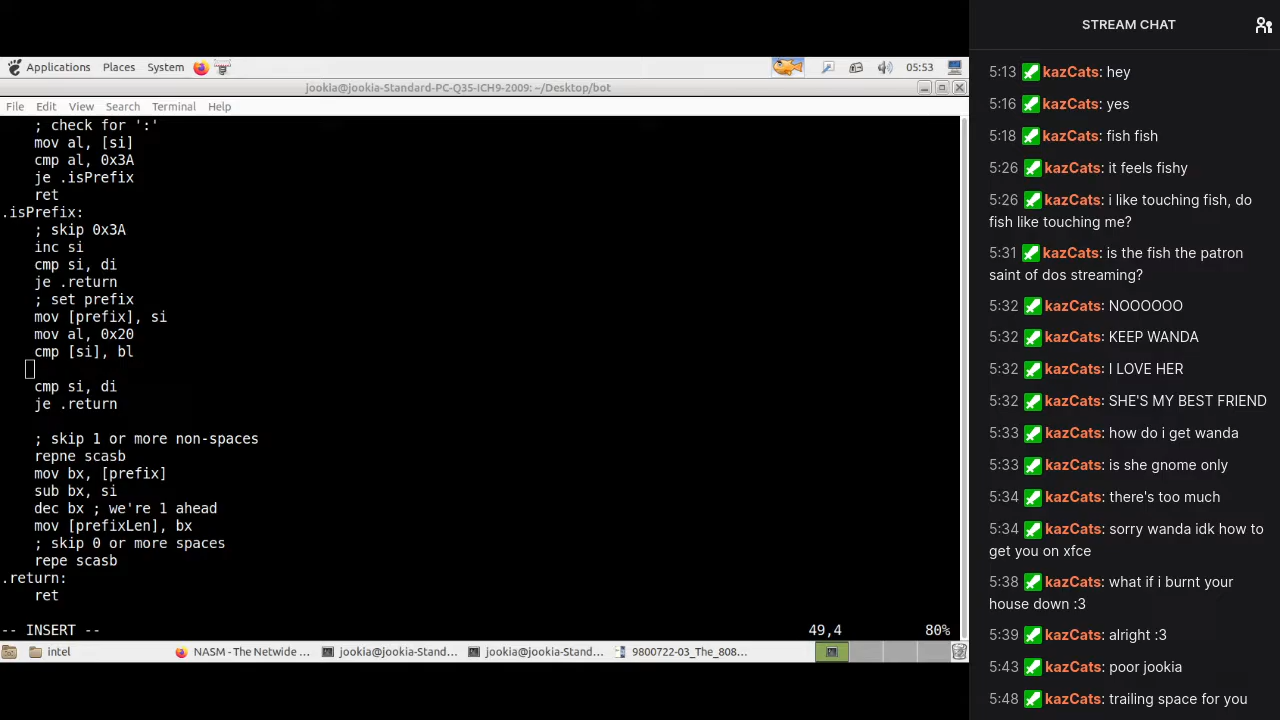 Applications Places System 05:53
jookia@jookia-Standard-PC-Q35-ICH9-2009: ~/Desktop/bot
File Edit View Search Terminal Help
; check for ':'
mov al, [si]
cmp al, 0x3A
je .isPrefix
ret
.isPrefix:
; skip 0x3A
inc si
cmp si, di
je .return
; set prefix
mov [prefix], si
mov al, 0x20
cmp [si], bl
cmp si, di
je .return
; skip 1 or more non-spaces
repne scasb
mov bx, [prefix]
sub bx, si
dec bx ; we're 1 ahead
mov [prefixLen], bx
; skip 0 or more spaces
repe scasb
.return:
ret
-- INSERT -- 49,4 80%
intel NASM - The Netwide ... jookia@jookia-Stand... jookia@jookia-Stand... 9800722-03_The_808...
STREAM CHAT
5:13 kazCats: hey
5:16 kazCats: yes
5:18 kazCats: fish fish
5:26 kazCats: it feels fishy
5:26 kazCats: i like touching fish, do
fish like touching me?
5:31 kazCats: is the fish the patron
saint of dos streaming?
5:32 kazCats: NOOOOOO
5:32 kazCats: KEEP WANDA
5:32 kazCats: I LOVE HER
5:32 kazCats: SHE'S MY BEST FRIEND
5:33 kazCats: how do i get wanda
5:33 kazCats: is she gnome only
5:34 kazCats: there's too much
5:34 kazCats: sorry wanda idk how to
get you on xfce
5:38 kazCats: what if i burnt your
house down :3
5:39 kazCats: alright :3
5:43 kazCats: poor jookia
5:48 kazCats: trailing space for you